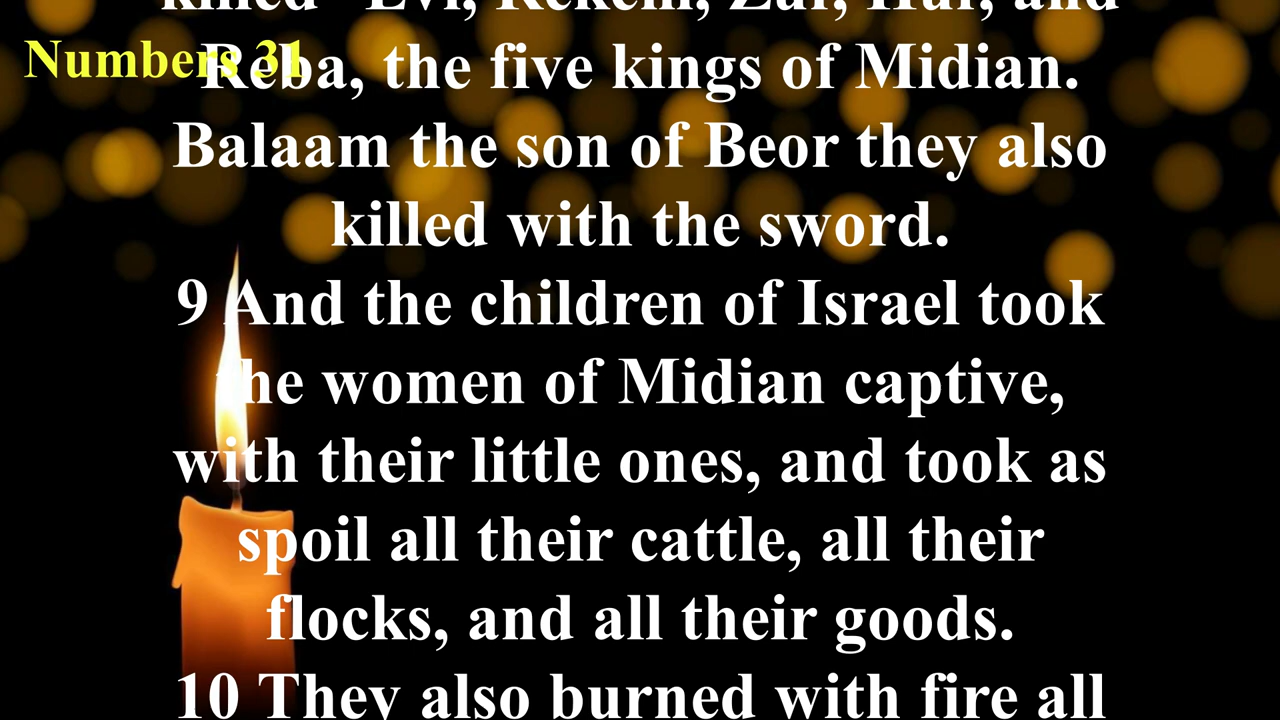 killed—Evi, Rekem, Zur, Hur, and
Numbers 31
Reba, the five kings of Midian.
Balaam the son of Beor they also
killed with the sword.
9 And the children of Israel took
the women of Midian captive,
with their little ones, and took as
spoil all their cattle, all their
flocks, and all their goods.
10 They also burned with fire all